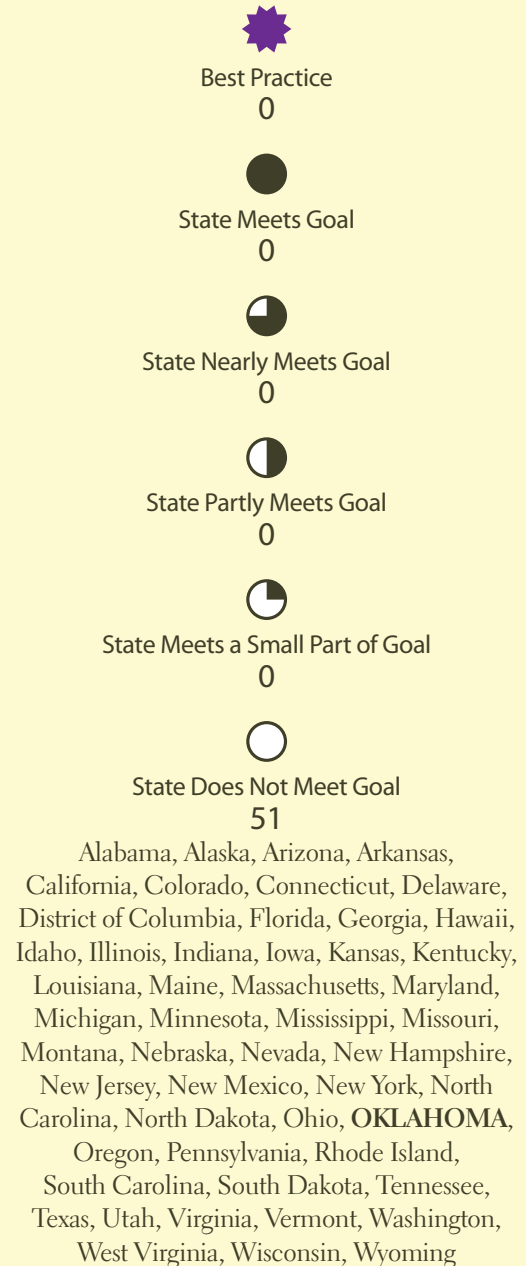 Best Practice
0
State Meets Goal
0
State Nearly Meets Goal
0
State Partly Meets Goal
0
State Meets a Small Part of Goal
0
State Does Not Meet Goal
51
Alabama, Alaska, Arizona, Arkansas,
California, Colorado, Connecticut, Delaware,
District of Columbia, Florida, Georgia, Hawaii,
Idaho, Illinois, Indiana, Iowa, Kansas, Kentucky,
Louisiana, Maine, Massachusetts, Maryland,
Michigan, Minnesota, Mississippi, Missouri,
Montana, Nebraska, Nevada, New Hampshire,
New Jersey, New Mexico, New York, North
Carolina, North Dakota, Ohio, OKLAHOMA,
Oregon, Pennsylvania, Rhode Island,
South Carolina, South Dakota, Tennessee,
Texas, Utah, Virginia, Vermont, Washington,
West Virginia, Wisconsin, Wyoming